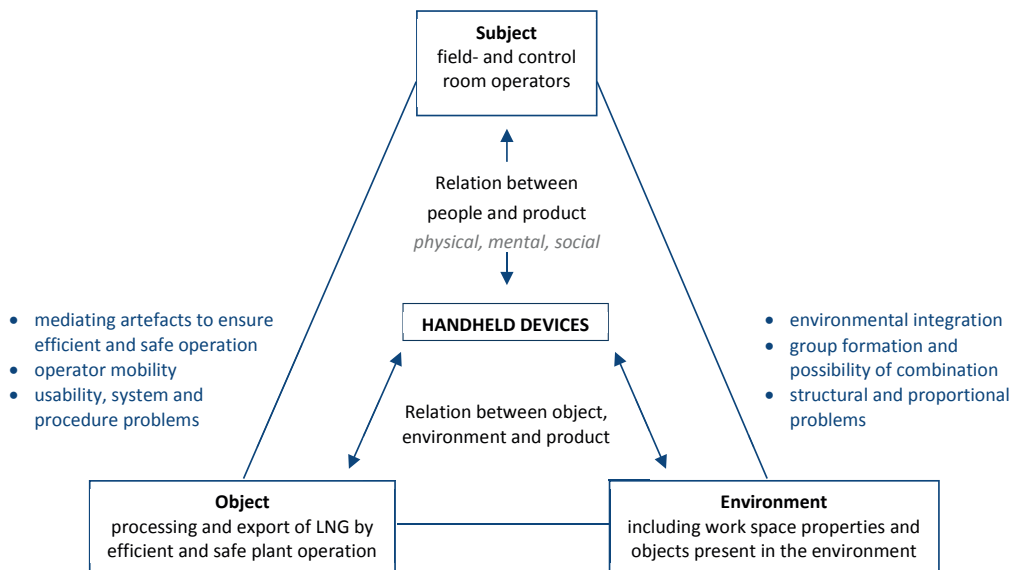 Subject
field- and control
room operators
Relation between
people and product
physical, mental, social
HANDHELD DEVICES
• mediating artefacts to ensure
efficient and safe operation
• operator mobility
• usability, system and
procedure problems
• environmental integration
• group formation and
possibility of combination
• structural and proportional
problems
Relation between object,
environment and product
Object
processing and export of LNG by
efficient and safe plant operation
Environment
including work space properties and
objects present in the environment